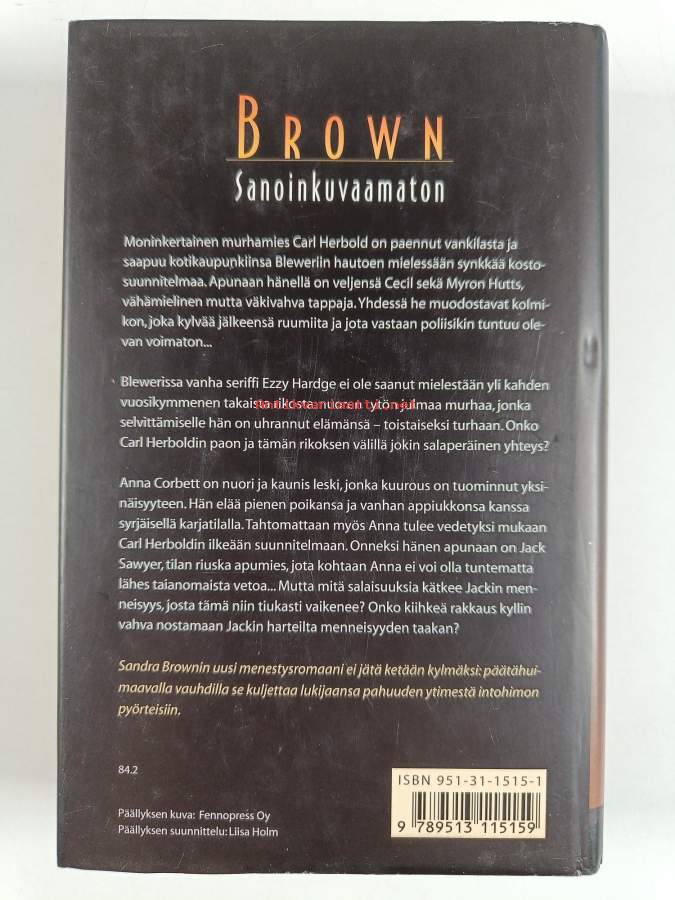 BROWN
Sanoinkuvaamaton
Moninkertainen murhamies Carl Herbold on paennut vankilasta ja
saapuu kotikaupunkiinsa Bleweriin hautoen mielessään synkkää kosto-
suunnitelmaa. Apunaan hänellä on veljensä Cecil sekä Myron Hutts,
vähämielinen mutta väkivahva tappaja. Yhdessä he muodostavat kolmi-
kon, joka kylvää jälkeensä ruumiita ja jota vastaan poliisikin tuntuu ole-
van voimaton...
Blewerissa vanha seriffi Ezzy Hardge ei ole saanut mielestään yli kahden
vuosikymmenen takaista rikosta: nuoren tytön julmaa murhaa, jonka
selvittämiselle hän on uhrannut elämänsä – toistaiseksi turhaan. Onko
Carl Herboldin paon ja tämän rikoksen välillä jokin salaperäinen yhteys?
Anna Corbett on nuori ja kaunis leski, jonka kuurous on tuominnut yksi-
näisyyteen. Hän elää pienen poikansa ja vanhan appiukkonsa kanssa
syrjäisellä karjatilalla. Tahtomattaan myös Anna tulee vedetyksi mukaan
Carl Herboldin ilkeään suunnitelmaan. Onneksi hänen apunaan on Jack
Sawyer, tilan riuska apumies, jota kohtaan Anna ei voi olla tuntematta
lähes taianomaista vetoa... Mutta mitä salaisuuksia kätkee Jackin men-
neisyys, josta tämä niin tiukasti vaikenee? Onko kiihkeä rakkaus kyllin
vahva nostamaan Jackin harteilta menneisyyden taakan?
Sandra Brownin uusi menestysromaani ei jätä ketään kylmäksi: päätähui-
maavalla vauhdilla se kuljettaa lukijaansa pahuuden ytimestä intohimon
pyörteisiin.
84.2
Päällyksen kuva: Fennopress Oy
Päällyksen suunnittelu: Liisa Holm
ISBN 951-31-1515-1
9 789513 115159